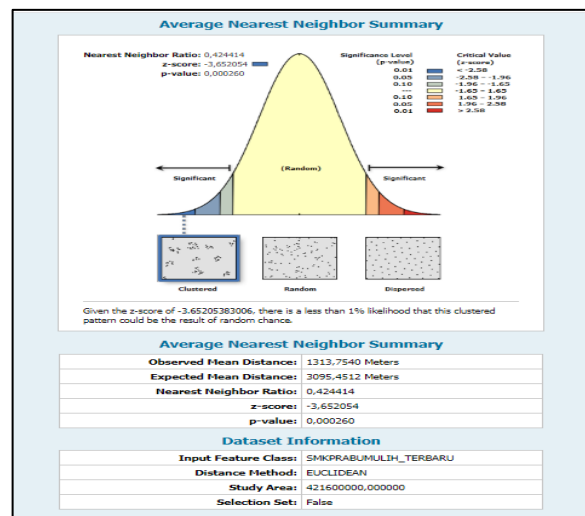 Average Nearest Neighbor Summary
Nearest Neighbor Ratio: 0,424414
z-score: -3,652054
p-value: 0,000260
Significance Level (p-value) Critical Value (z-score)
0.01 < -2.58
0.05 -2.58 - -1.96
0.10 -1.96 - -1.65
--- -1.65 - 1.65
0.10 1.65 - 1.96
0.05 1.96 - 2.58
0.01 > 2.58
Significant (Random) Significant
Clustered Random Dispersed
Given the z-score of -3.65205383006, there is a less than 1% likelihood that this clustered
pattern could be the result of random chance.
Average Nearest Neighbor Summary
Observed Mean Distance: 1313,7540 Meters
Expected Mean Distance: 3095,4512 Meters
Nearest Neighbor Ratio: 0,424414
z-score: -3,652054
p-value: 0,000260
Dataset Information
Input Feature Class: SMKPRABUMULIH_TERBARU
Distance Method: EUCLIDEAN
Study Area: 421600000,000000
Selection Set: False